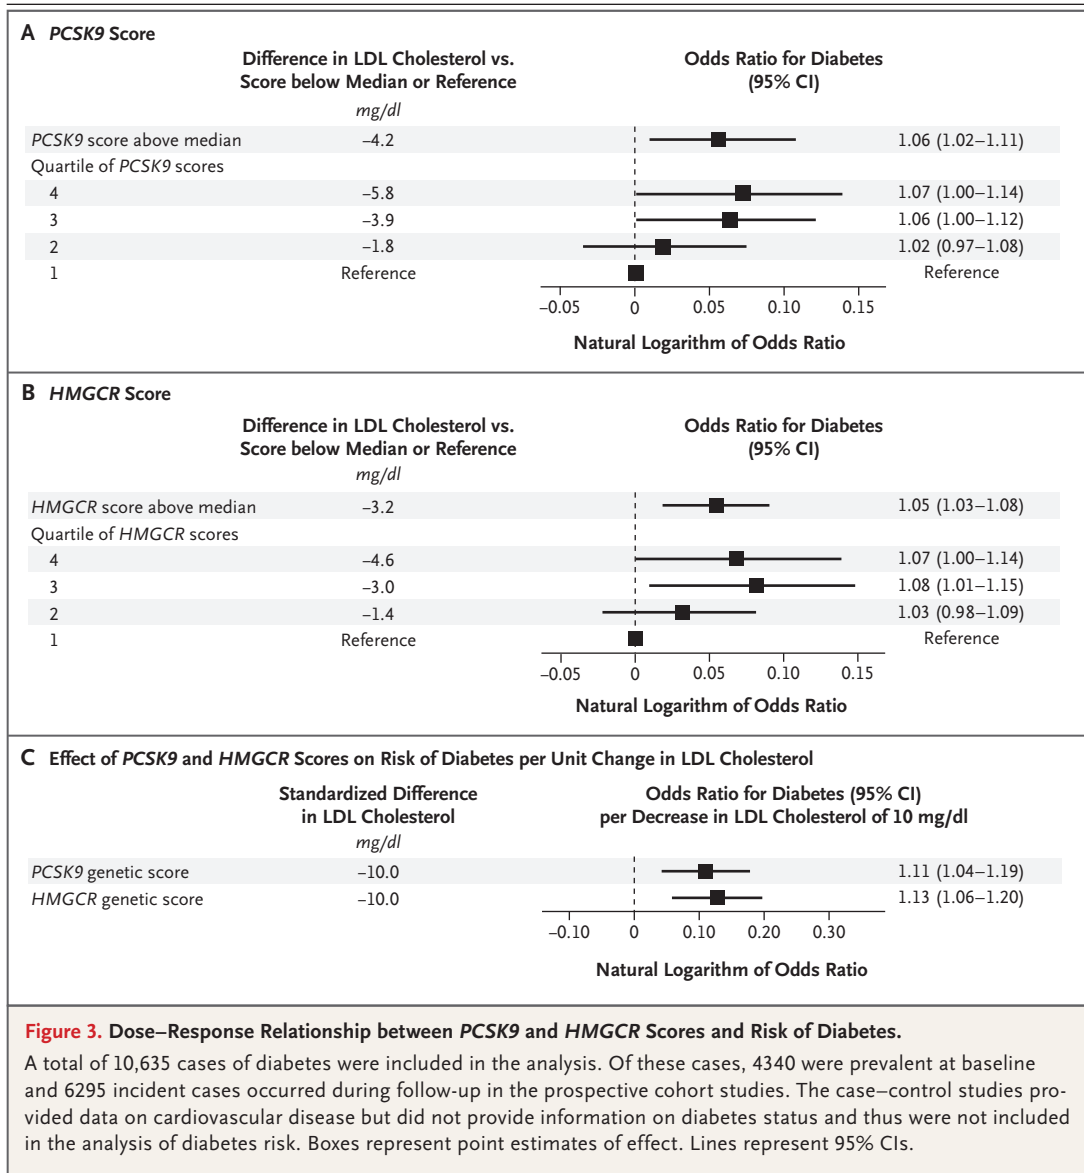 A PCSK9 Score
Difference in LDL Cholesterol vs. Score below Median or Reference
Odds Ratio for Diabetes (95% CI)
mg/dl
PCSK9 score above median –4.2 1.06 (1.02–1.11)
Quartile of PCSK9 scores
4 –5.8 1.07 (1.00–1.14)
3 –3.9 1.06 (1.00–1.12)
2 –1.8 1.02 (0.97–1.08)
1 Reference Reference
–0.05 0 0.05 0.10 0.15
Natural Logarithm of Odds Ratio
B HMGCR Score
Difference in LDL Cholesterol vs. Score below Median or Reference
Odds Ratio for Diabetes (95% CI)
mg/dl
HMGCR score above median –3.2 1.05 (1.03–1.08)
Quartile of HMGCR scores
4 –4.6 1.07 (1.00–1.14)
3 –3.0 1.08 (1.01–1.15)
2 –1.4 1.03 (0.98–1.09)
1 Reference Reference
–0.05 0 0.05 0.10 0.15
Natural Logarithm of Odds Ratio
C Effect of PCSK9 and HMGCR Scores on Risk of Diabetes per Unit Change in LDL Cholesterol
Standardized Difference in LDL Cholesterol
Odds Ratio for Diabetes (95% CI) per Decrease in LDL Cholesterol of 10 mg/dl
mg/dl
PCSK9 genetic score –10.0 1.11 (1.04–1.19)
HMGCR genetic score –10.0 1.13 (1.06–1.20)
–0.10 0 0.10 0.20 0.30
Natural Logarithm of Odds Ratio
Figure 3. Dose–Response Relationship between PCSK9 and HMGCR Scores and Risk of Diabetes.
A total of 10,635 cases of diabetes were included in the analysis. Of these cases, 4340 were prevalent at baseline
and 6295 incident cases occurred during follow-up in the prospective cohort studies. The case–control studies pro-
vided data on cardiovascular disease but did not provide information on diabetes status and thus were not included
in the analysis of diabetes risk. Boxes represent point estimates of effect. Lines represent 95% CIs.